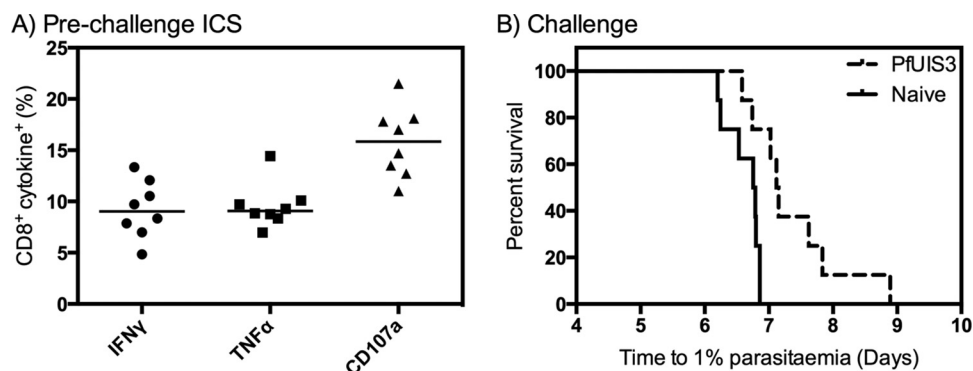 A) Pre-challenge ICS
CD8⁺ cytokine⁺ (%)
25
20
15
10
5
0
IFNγ
TNFα
CD107a
B) Challenge
Percent survival
100
80
60
40
20
0
4 5 6 7 8 9 10
Time to 1% parasitaemia (Days)
PfUIS3
Naive